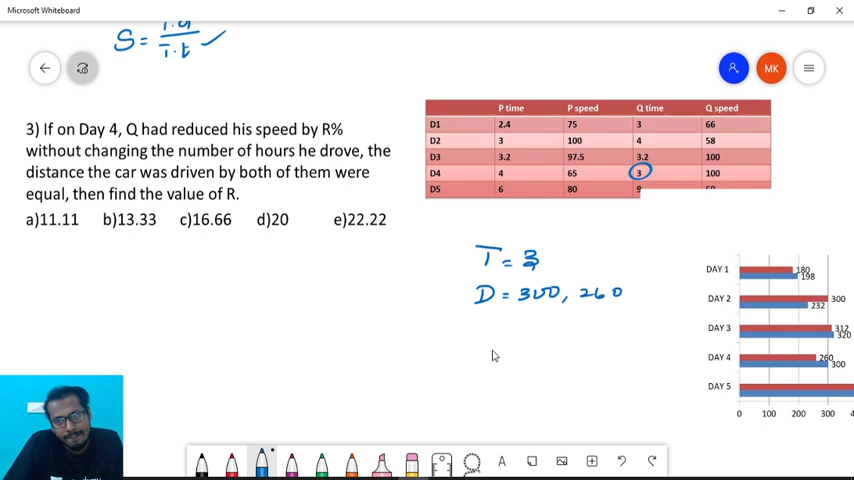 Microsoft Whiteboard
S = T.d / T.t ✓
MK
3) If on Day 4, Q had reduced his speed by R%
without changing the number of hours he drove, the
distance the car was driven by both of them were
equal, then find the value of R.
a)11.11 b)13.33 c)16.66 d)20 e)22.22
P time P speed Q time Q speed
D1 2.4 75 3 66
D2 3 100 4 58
D3 3.2 97.5 3.2 100
D4 4 65 3 100
D5 6 80
T = 3
D = 300, 260
DAY 1 180
198
DAY 2 300
232
DAY 3 312
320
DAY 4 260
300
DAY 5
0 100 200 300
A